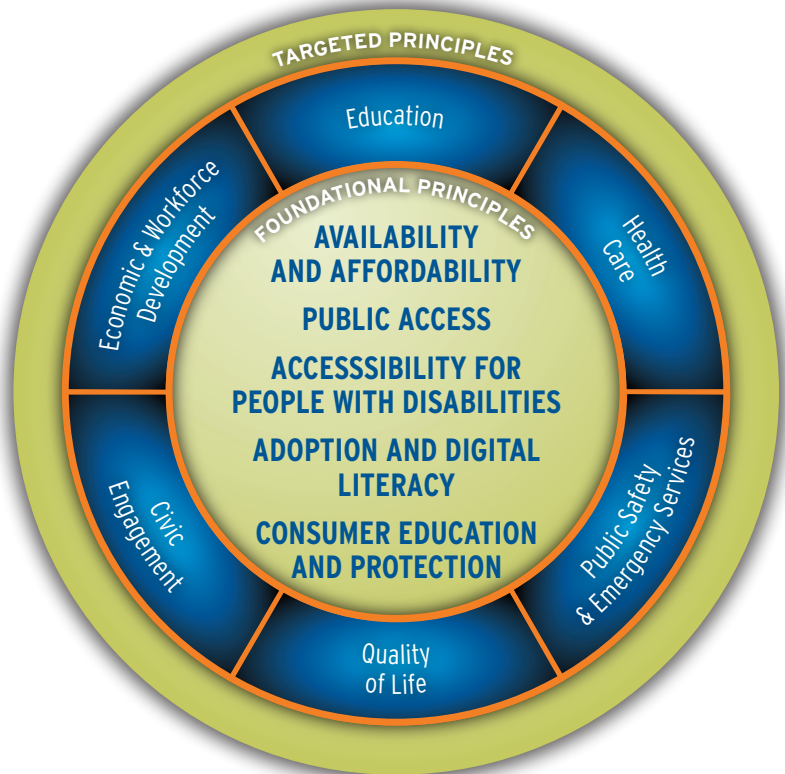 TARGETED PRINCIPLES
Education
Health
Care
Public Safety
& Emergency Services
Quality
of Life
Civic
Engagement
Economic & Workforce
Development
FOUNDATIONAL PRINCIPLES
AVAILABILITY
AND AFFORDABILITY
PUBLIC ACCESS
ACCESSSIBILITY FOR
PEOPLE WITH DISABILITIES
ADOPTION AND DIGITAL
LITERACY
CONSUMER EDUCATION
AND PROTECTION